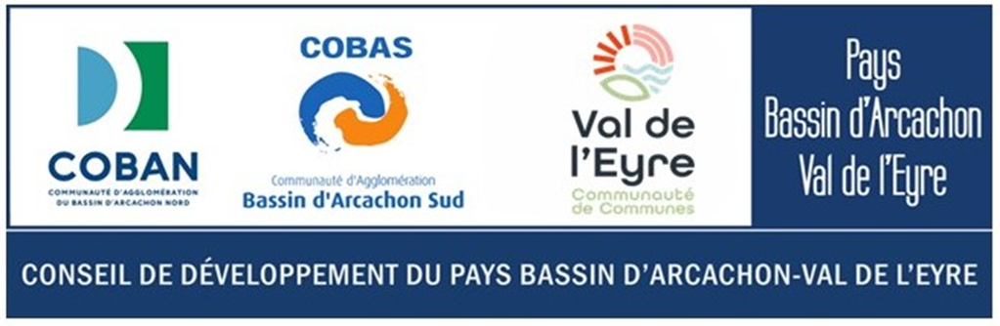 COBAN
COMMUNAUTÉ D'AGGLOMÉRATION
DU BASSIN D'ARCACHON NORD
COBAS
Communauté d'Agglomération
Bassin d'Arcachon Sud
Val de
l'Eyre
Communauté
de Communes
Pays
Bassin d'Arcachon
Val de l'Eyre
CONSEIL DE DÉVELOPPEMENT DU PAYS BASSIN D'ARCACHON-VAL DE L'EYRE